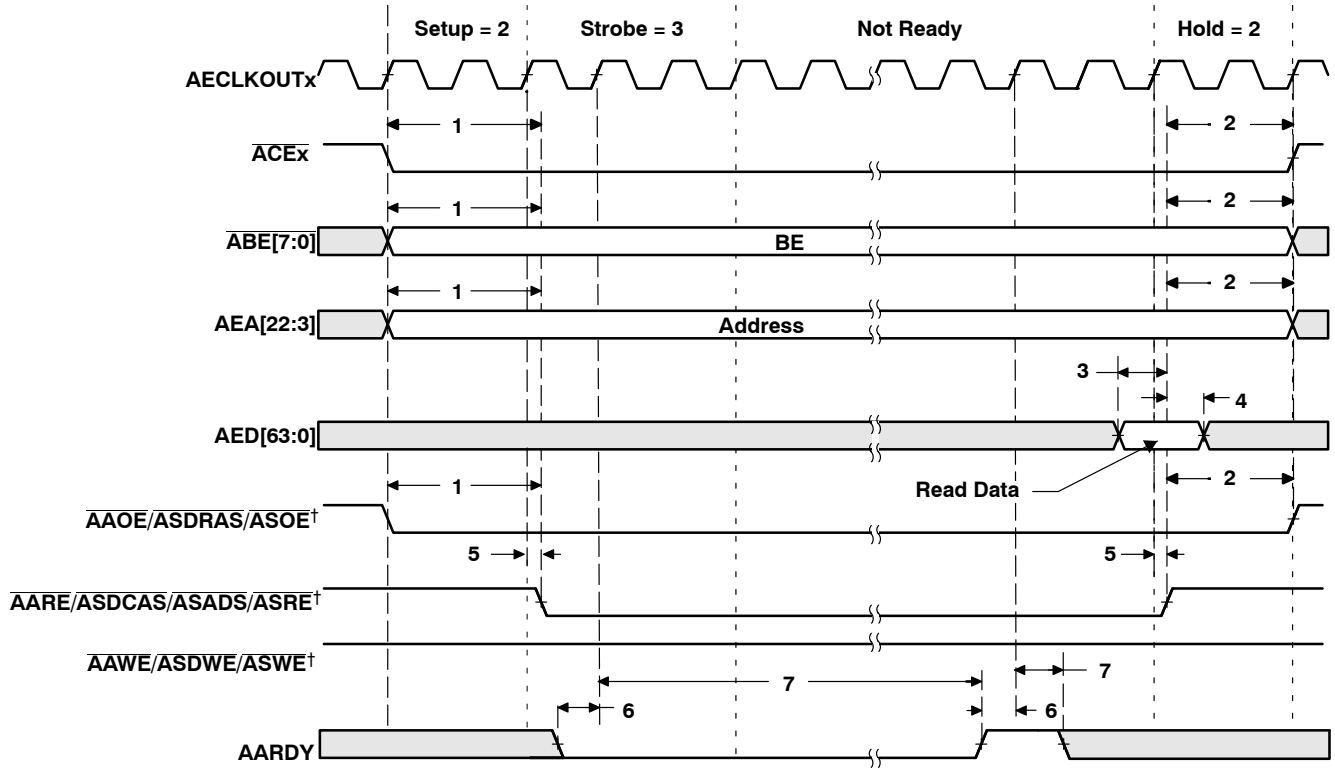 Setup = 2 Strobe = 3 Not Ready Hold = 2
AECLKOUTx
1 2
ACEx
1 2
ABE[7:0] BE
1 2
AEA[22:3] Address
3
4
AED[63:0]
1 Read Data 2
AAOE/ASDRAS/ASOE†
5 5
AARE/ASDCAS/ASADS/ASRE†
AAWE/ASDWE/ASWE†
7 7
6 6
AARDY